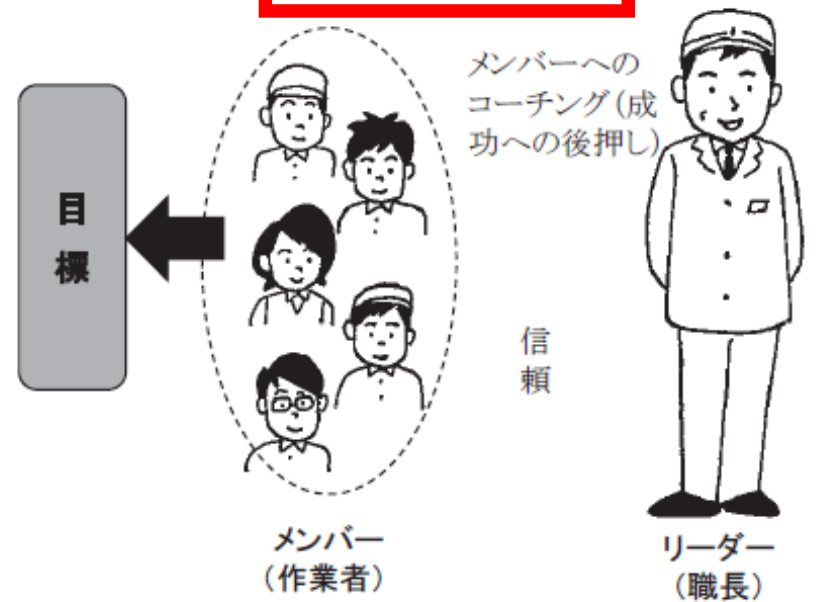 目
標
メンバーへの
コーチング(成
功への後押し)
信
頼
メンバー
(作業者)
リーダー
(職長)